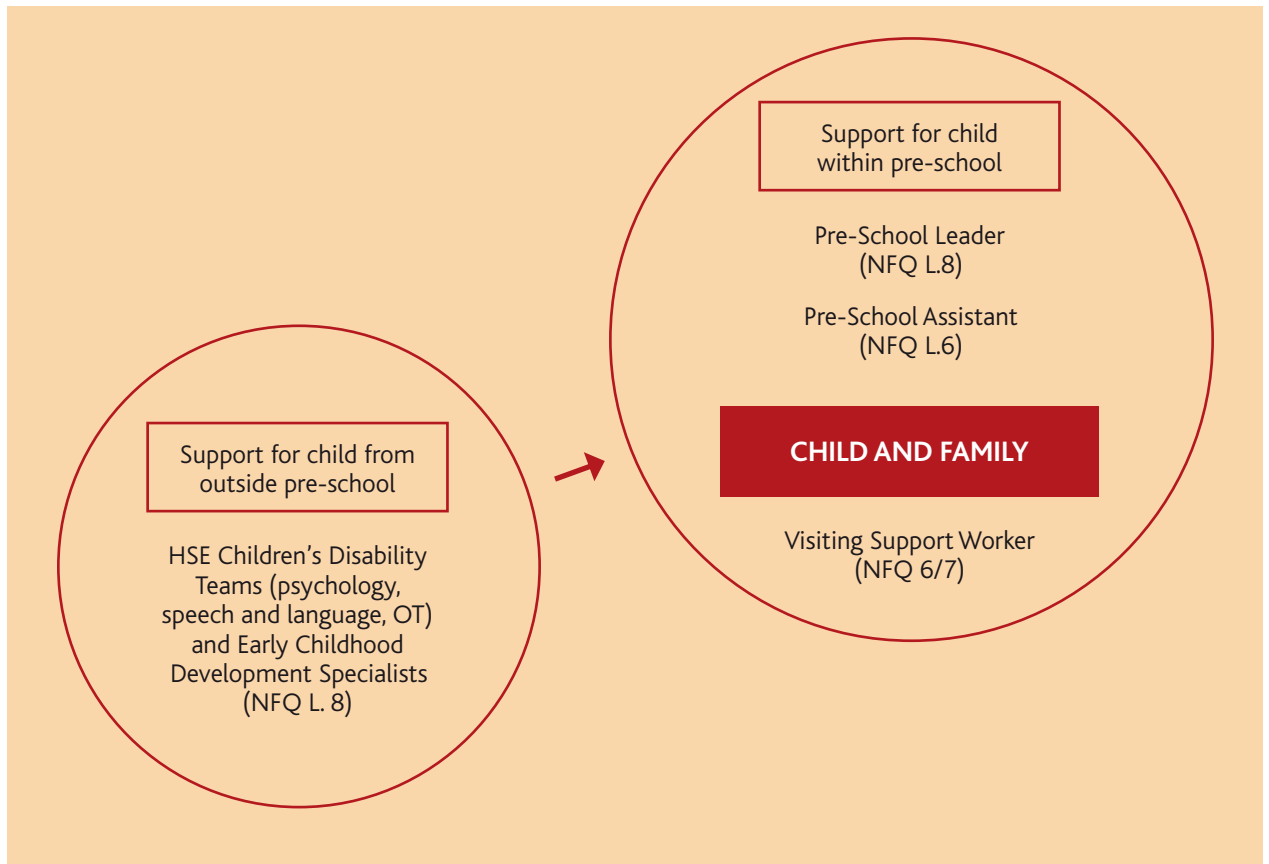 Support for child
within pre-school
Pre-School Leader
(NFQ L.8)
Pre-School Assistant
(NFQ L.6)
CHILD AND FAMILY
Visiting Support Worker
(NFQ 6/7)
Support for child from
outside pre-school
HSE Children’s Disability
Teams (psychology,
speech and language, OT)
and Early Childhood
Development Specialists
(NFQ L. 8)